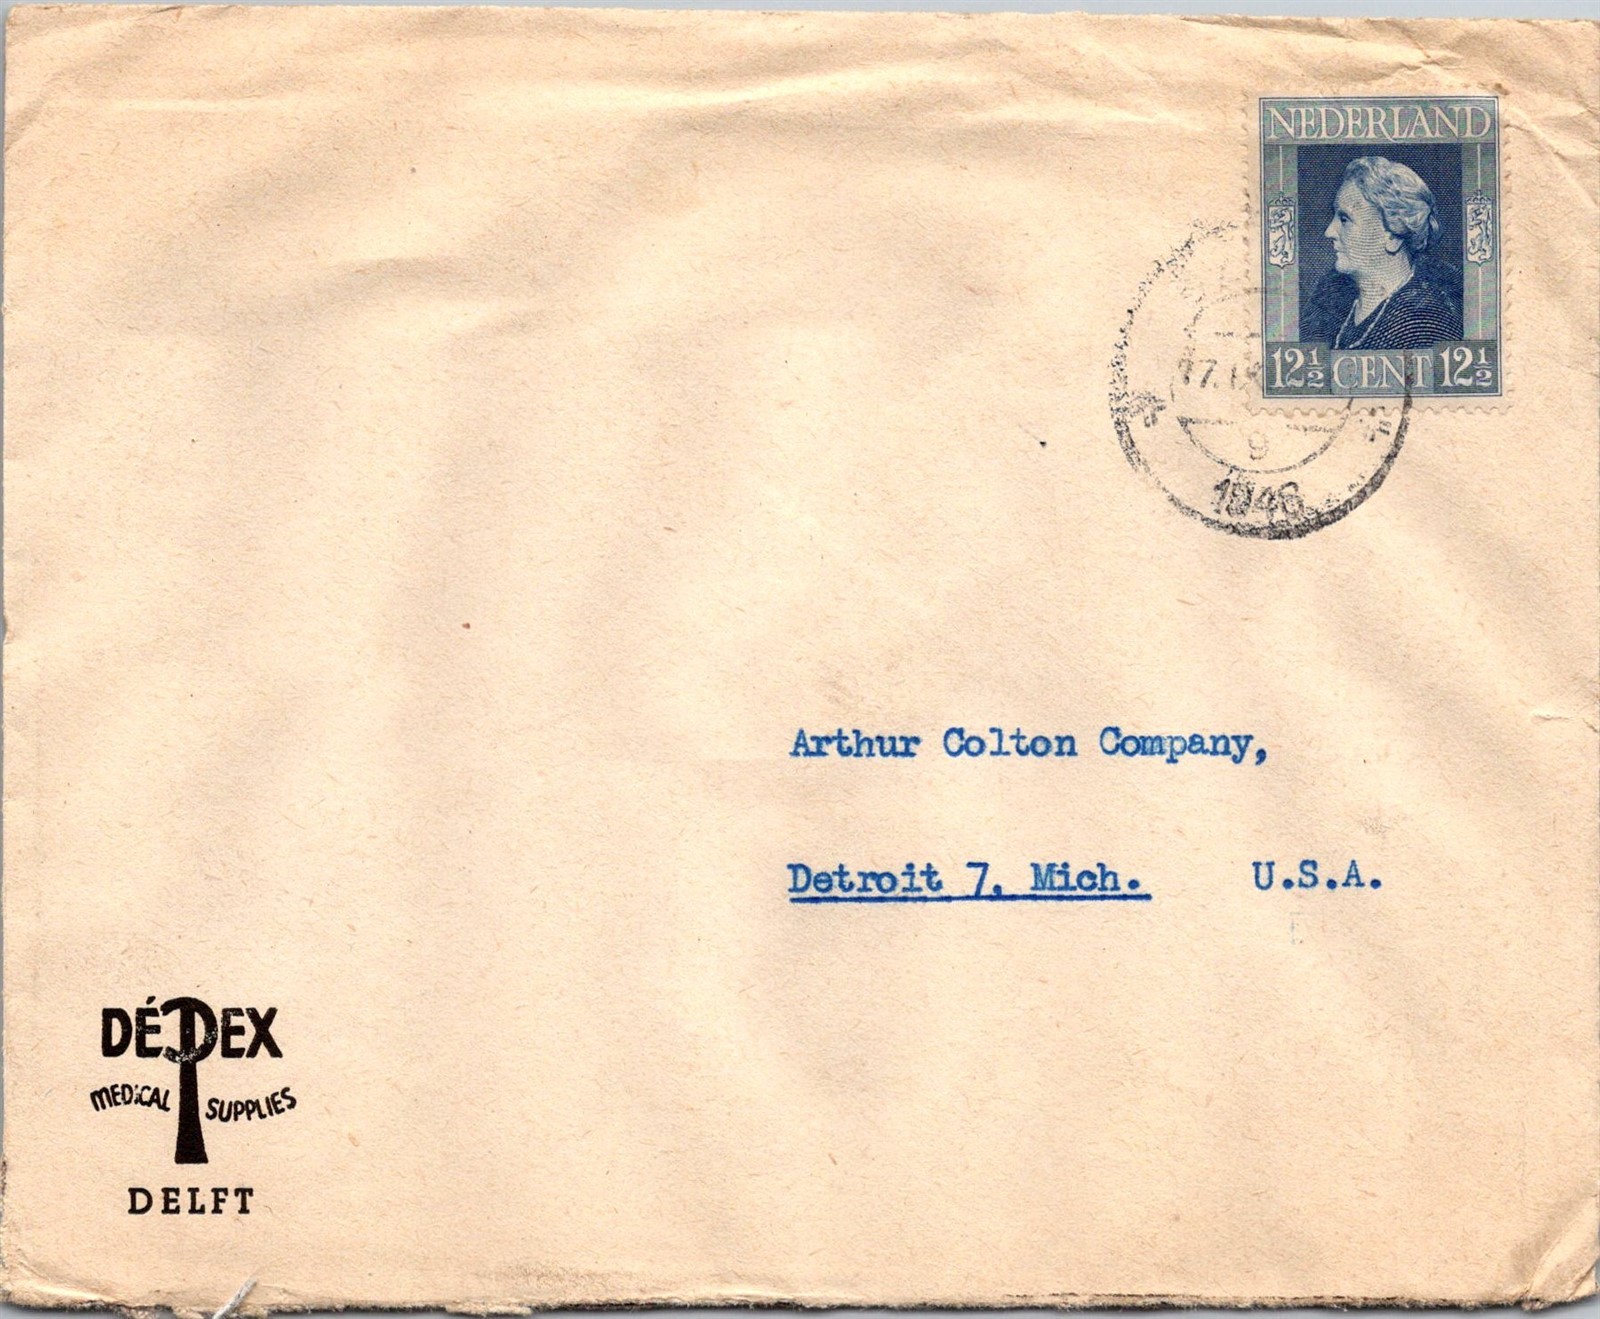 NEDERLAND
12½ CENT 12½
17.IX
9
1946
Arthur Colton Company,
Detroit 7, Mich. U.S.A.
DÉDEX
MEDICAL SUPPLIES
DELFT